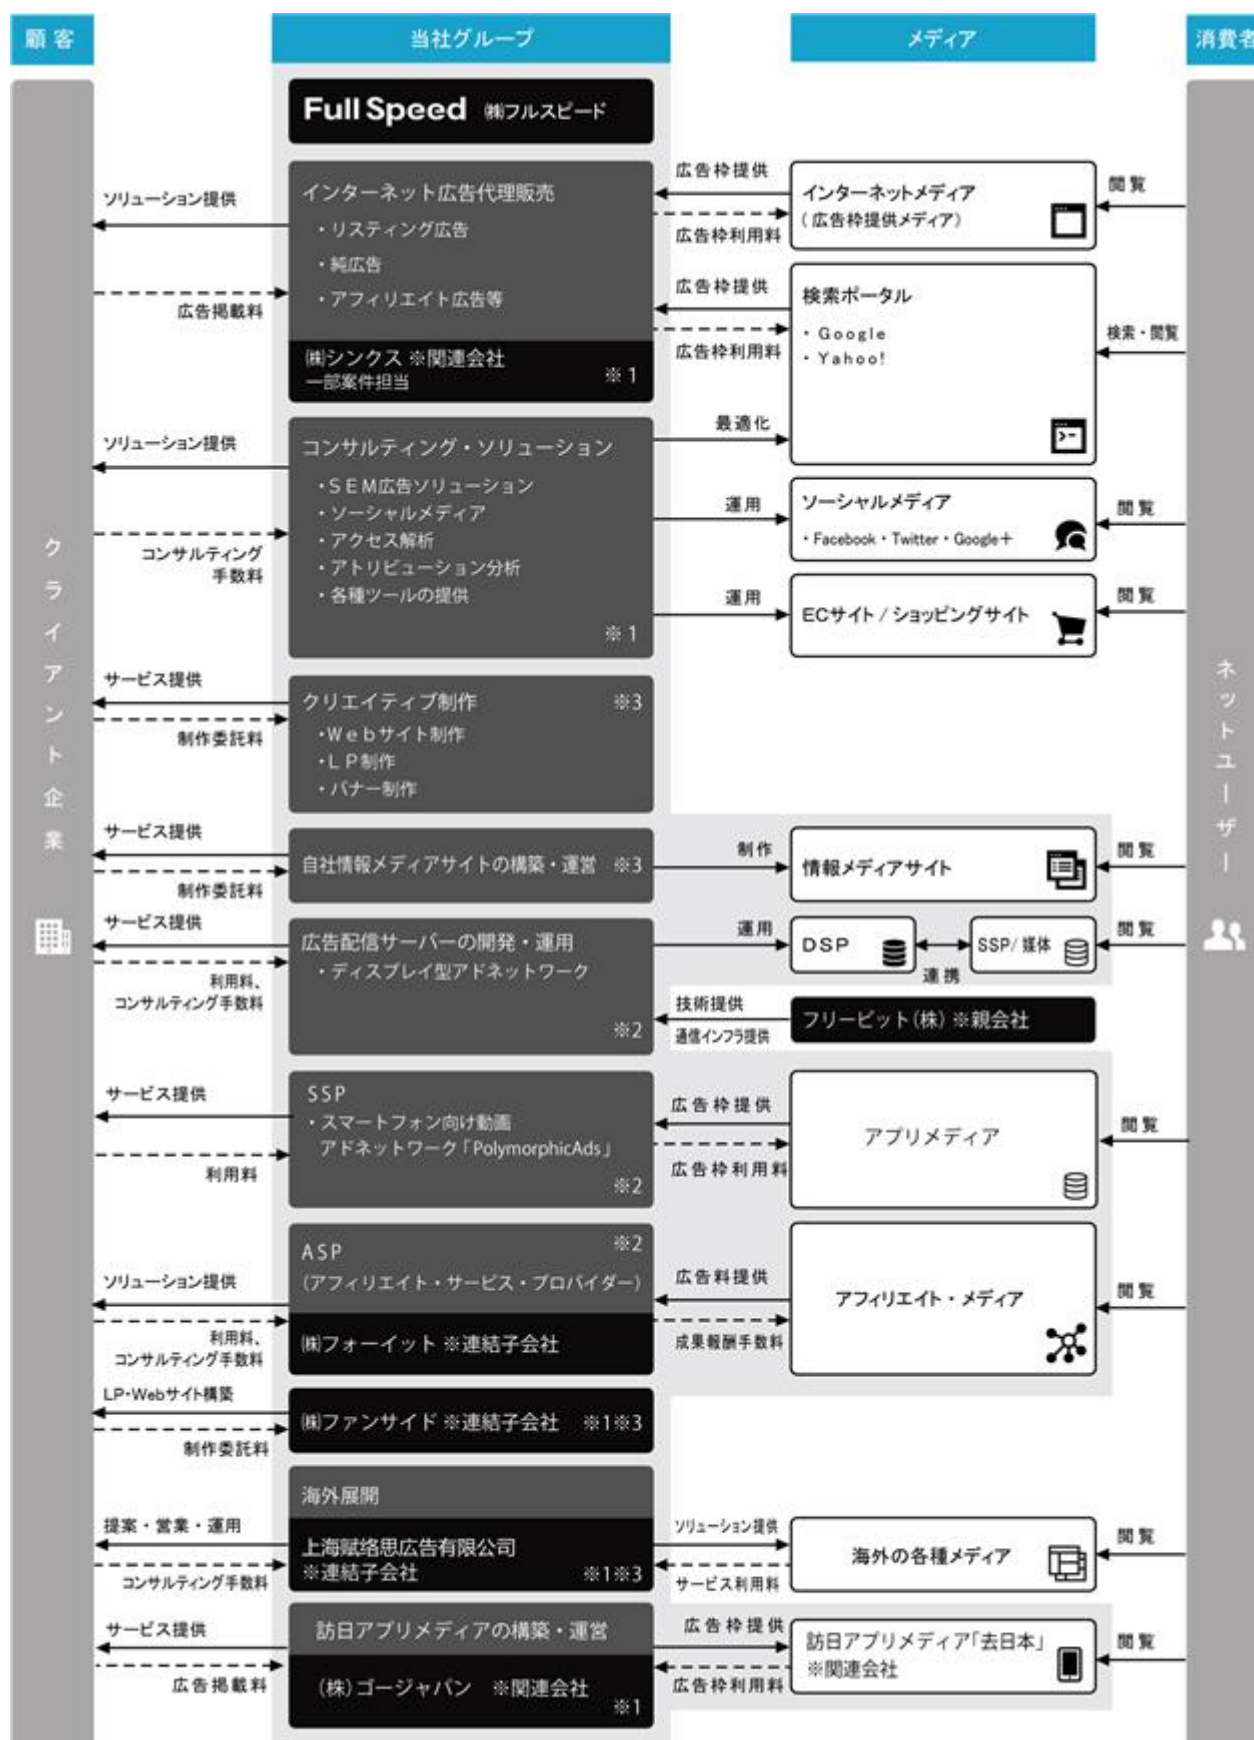 顧客
当社グループ
メディア
消費者
クライアント企業
ネットユーザー
Full Speed ㈱フルスピード
ソリューション提供
広告掲載料
インターネット広告代理販売
・リスティング広告
・純広告
・アフィリエイト広告等
㈱シンクス ※関連会社
一部案件担当
※1
広告枠提供
広告枠利用料
インターネットメディア
(広告枠提供メディア)
閲覧
広告枠提供
広告枠利用料
検索ポータル
・Google
・Yahoo!
検索・閲覧
最適化
ソリューション提供
コンサルティング
手数料
コンサルティング・ソリューション
・SEM広告ソリューション
・ソーシャルメディア
・アクセス解析
・アトリビューション分析
・各種ツールの提供
※1
運用
ソーシャルメディア
・Facebook・Twitter・Google+
閲覧
運用
ECサイト / ショッピングサイト
閲覧
サービス提供
制作委託料
クリエイティブ制作 ※3
・Webサイト制作
・LP制作
・バナー制作
サービス提供
制作委託料
自社情報メディアサイトの構築・運営 ※3
制作
情報メディアサイト
閲覧
サービス提供
利用料、
コンサルティング手数料
広告配信サーバーの開発・運用
・ディスプレイ型アドネットワーク
※2
運用
DSP
連携
SSP/媒体
閲覧
技術提供
通信インフラ提供
フリービット(株)※親会社
サービス提供
利用料
SSP
・スマートフォン向け動画
アドネットワーク「PolymorphicAds」
※2
広告枠提供
広告枠利用料
アプリメディア
閲覧
ソリューション提供
利用料、
コンサルティング手数料
ASP
※2
(アフィリエイト・サービス・プロバイダー)
㈱フォーイット ※連結子会社
広告料提供
成果報酬手数料
アフィリエイト・メディア
閲覧
LP・Webサイト構築
制作委託料
㈱ファンサイド ※連結子会社 ※1※3
海外展開
提案・営業・運用
コンサルティング手数料
上海赋络思广告有限公司
※連結子会社 ※1※3
ソリューション提供
サービス利用料
海外の各種メディア
閲覧
サービス提供
広告掲載料
訪日アプリメディアの構築・運営
(株)ゴージャパン ※関連会社
※1
広告枠提供
広告枠利用料
訪日アプリメディア「去日本」
※関連会社
閲覧